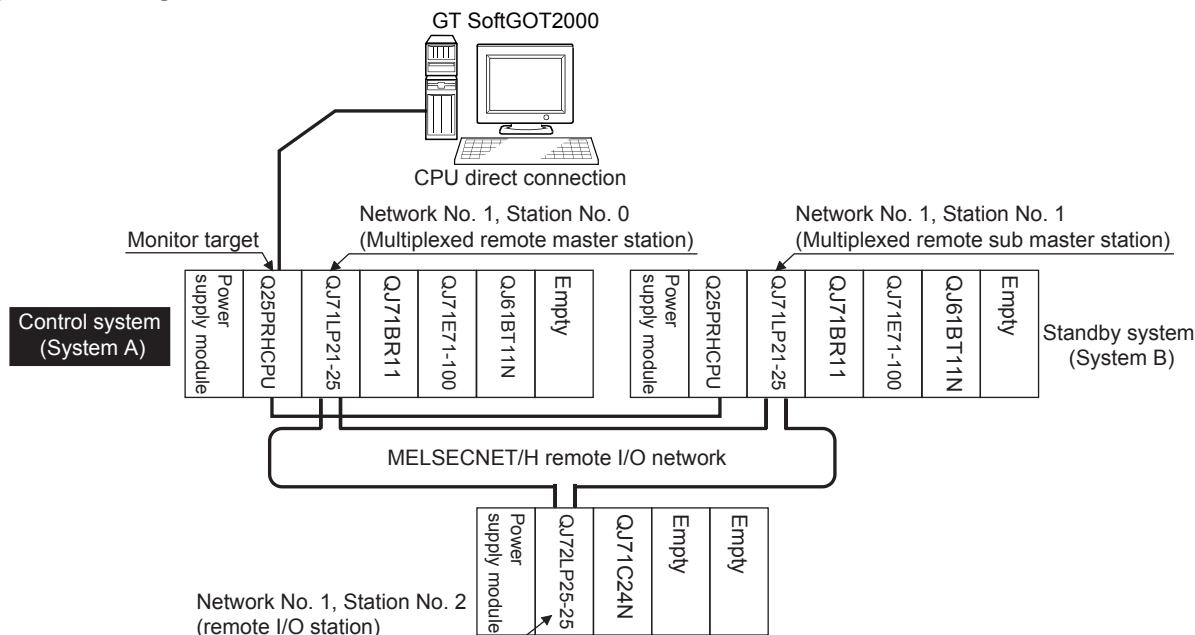 GT SoftGOT2000
CPU direct connection
Network No. 1, Station No. 0
(Multiplexed remote master station)
Network No. 1, Station No. 1
(Multiplexed remote sub master station)
Monitor target
Control system
(System A)
Power
supply module
Q25PRHCPU
QJ71LP21-25
QJ71BR11
QJ71E71-100
QJ61BT11N
Empty
Power
supply module
Q25PRHCPU
QJ71LP21-25
QJ71BR11
QJ71E71-100
QJ61BT11N
Empty
Standby system
(System B)
MELSECNET/H remote I/O network
Power
supply module
QJ72LP25-25
QJ71C24N
Empty
Empty
Network No. 1, Station No. 2
(remote I/O station)